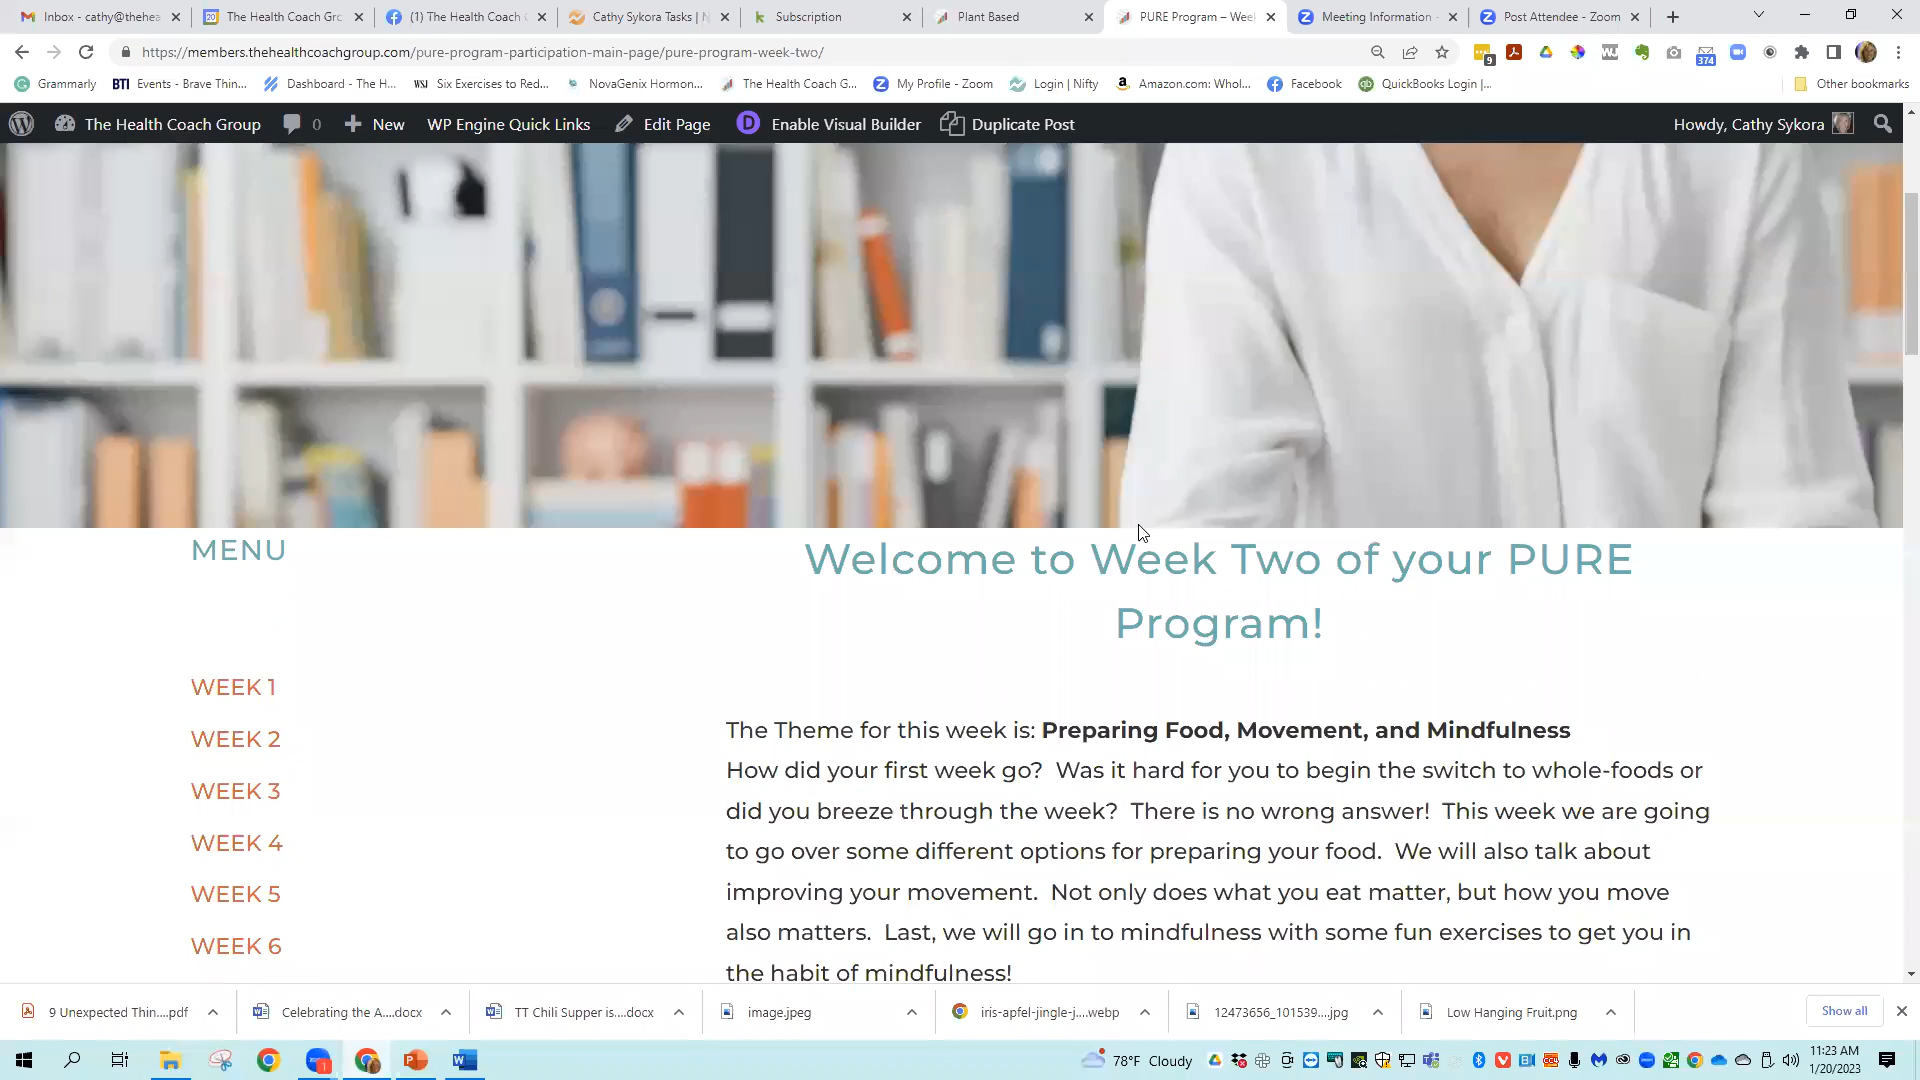 Inbox - cathy@thehea
The Health Coach Grc
(1) The Health Coach
Cathy Sykora Tasks | N
Subscription
Plant Based
PURE Program – Week
Meeting Information -
Post Attendee - Zoom
https://members.thehealthcoachgroup.com/pure-program-participation-main-page/pure-program-week-two/
9
374
Grammarly
BTI Events - Brave Thin...
Dashboard - The H...
WSJ Six Exercises to Red...
NovaGenix Hormon...
The Health Coach G...
My Profile - Zoom
Login | Nifty
Amazon.com: Whol...
Facebook
QuickBooks Login |...
Other bookmarks
The Health Coach Group
0
New
WP Engine Quick Links
Edit Page
Enable Visual Builder
Duplicate Post
Howdy, Cathy Sykora
MENU
WEEK 1
WEEK 2
WEEK 3
WEEK 4
WEEK 5
WEEK 6
Welcome to Week Two of your PURE
Program!
The Theme for this week is: Preparing Food, Movement, and Mindfulness
How did your first week go? Was it hard for you to begin the switch to whole-foods or
did you breeze through the week? There is no wrong answer! This week we are going
to go over some different options for preparing your food. We will also talk about
improving your movement. Not only does what you eat matter, but how you move
also matters. Last, we will go in to mindfulness with some fun exercises to get you in
the habit of mindfulness!
9 Unexpected Thin....pdf
Celebrating the A....docx
TT Chili Supper is....docx
image.jpeg
iris-apfel-jingle-j....webp
12473656_101539....jpg
Low Hanging Fruit.png
Show all
78°F Cloudy
11:23 AM
1/20/2023